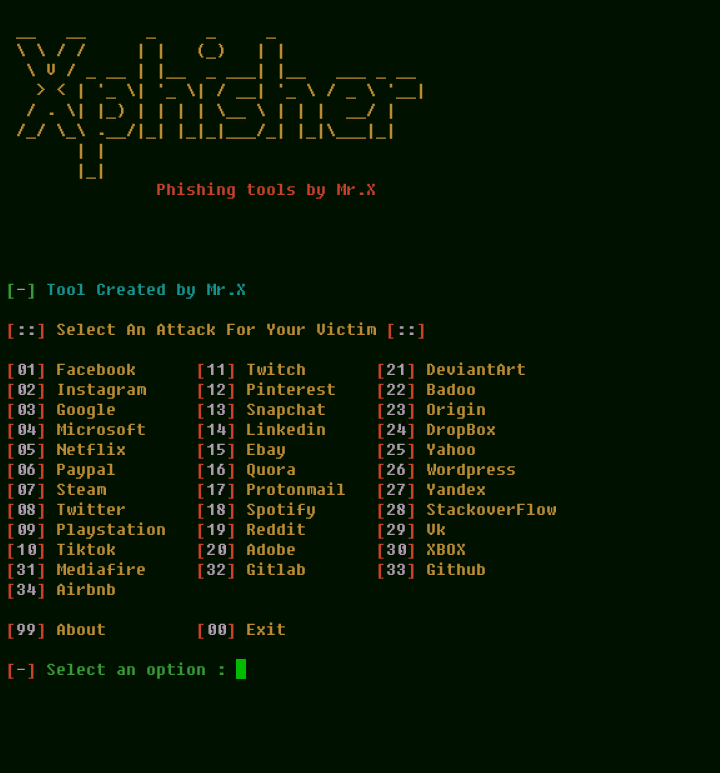 Xphisher
Phishing tools by Mr.X
[-] Tool Created by Mr.X
[::] Select An Attack For Your Victim [::]
[01] Facebook [11] Twitch [21] DeviantArt
[02] Instagram [12] Pinterest [22] Badoo
[03] Google [13] Snapchat [23] Origin
[04] Microsoft [14] Linkedin [24] DropBox
[05] Netflix [15] Ebay [25] Yahoo
[06] Paypal [16] Quora [26] Wordpress
[07] Steam [17] Protonmail [27] Yandex
[08] Twitter [18] Spotify [28] StackoverFlow
[09] Playstation [19] Reddit [29] Vk
[10] Tiktok [20] Adobe [30] XBOX
[31] Mediafire [32] Gitlab [33] Github
[34] Airbnb
[99] About [00] Exit
[-] Select an option :